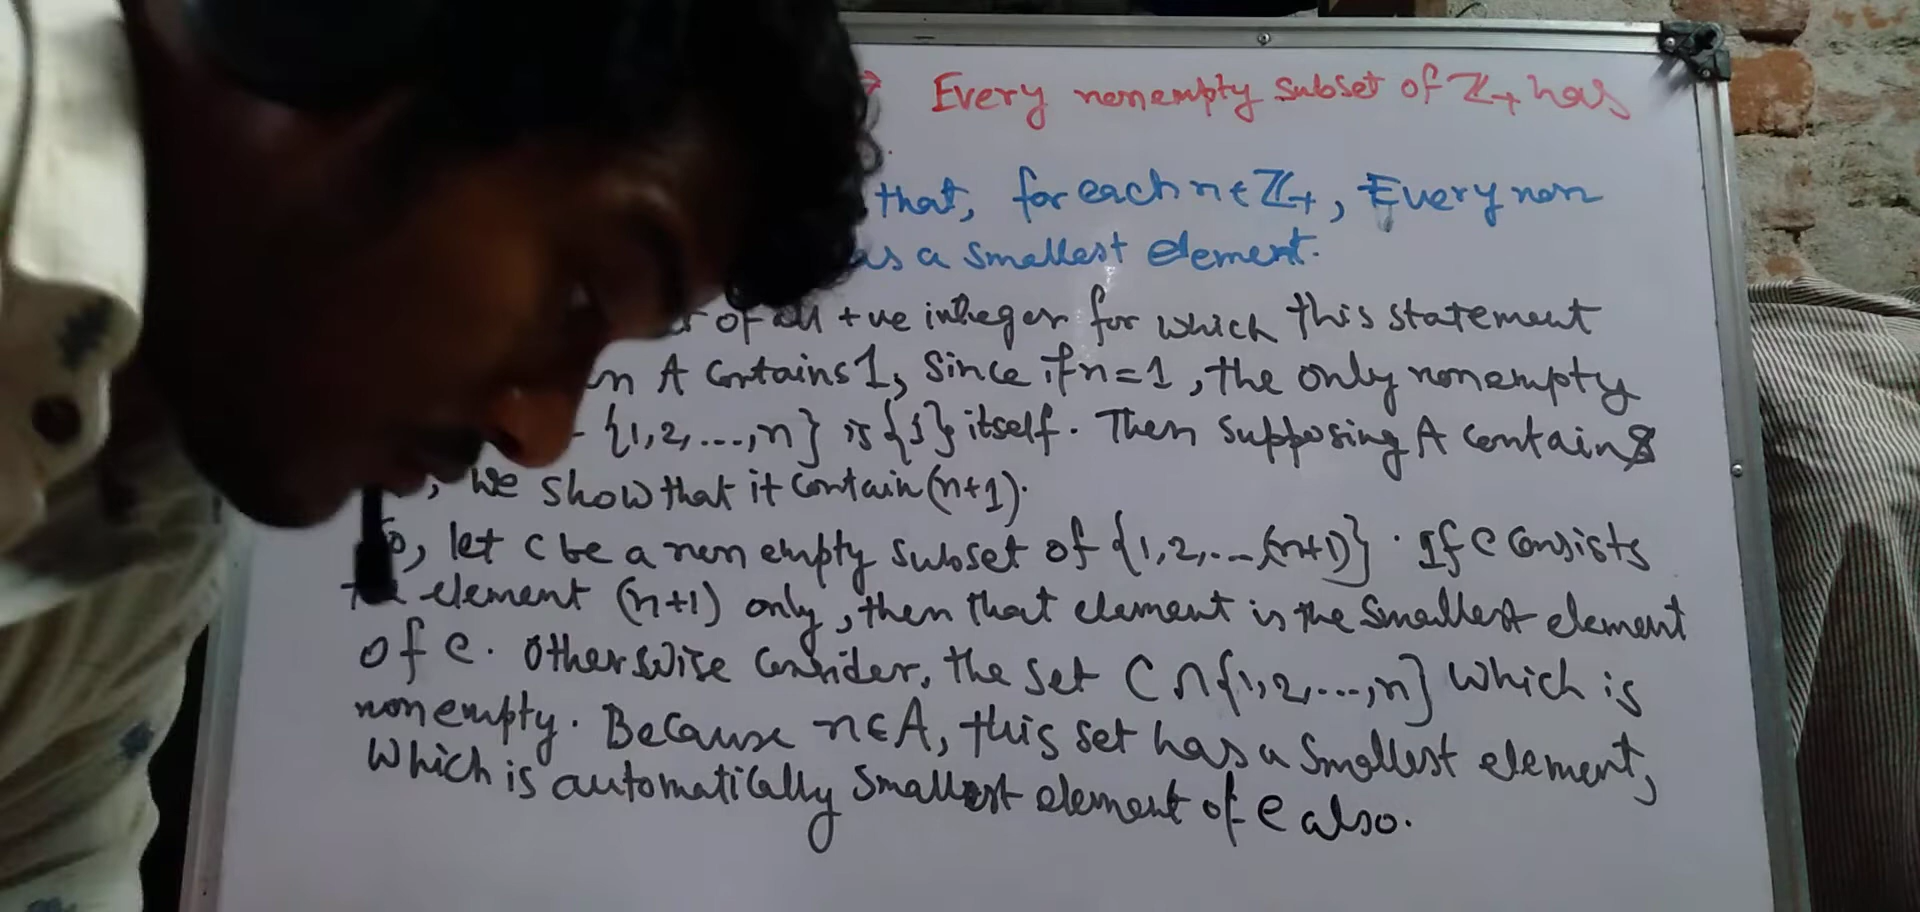 Every nonempty subset of Z+ has
that, for each n ∈ Z+, Every non
as a smallest element.
of all +ve integer for which this statement
A contains 1, Since if n=1, the only nonempty
{1,2,...,n} is {1} itself. Then supposing A contains
, we show that it contain (n+1).
, let C be a non empty subset of {1,2,...(n+1)}. If C consists
element (n+1) only, then that element is the smallest element
of C. Otherwise consider, the set C ∩ {1,2,...,n} which is
nonempty. Because n ∈ A, this set has a smallest element,
Which is automatically smallest element of C also.